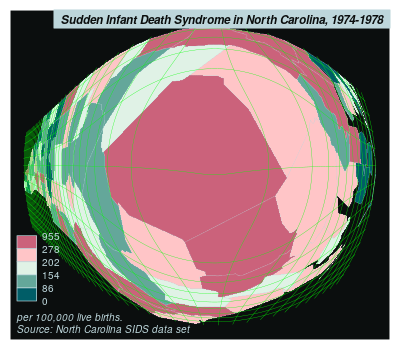 Sudden Infant Death Syndrome in North Carolina, 1974-1978
955
278
202
154
86
0
per 100,000 live births.
Source: North Carolina SIDS data set